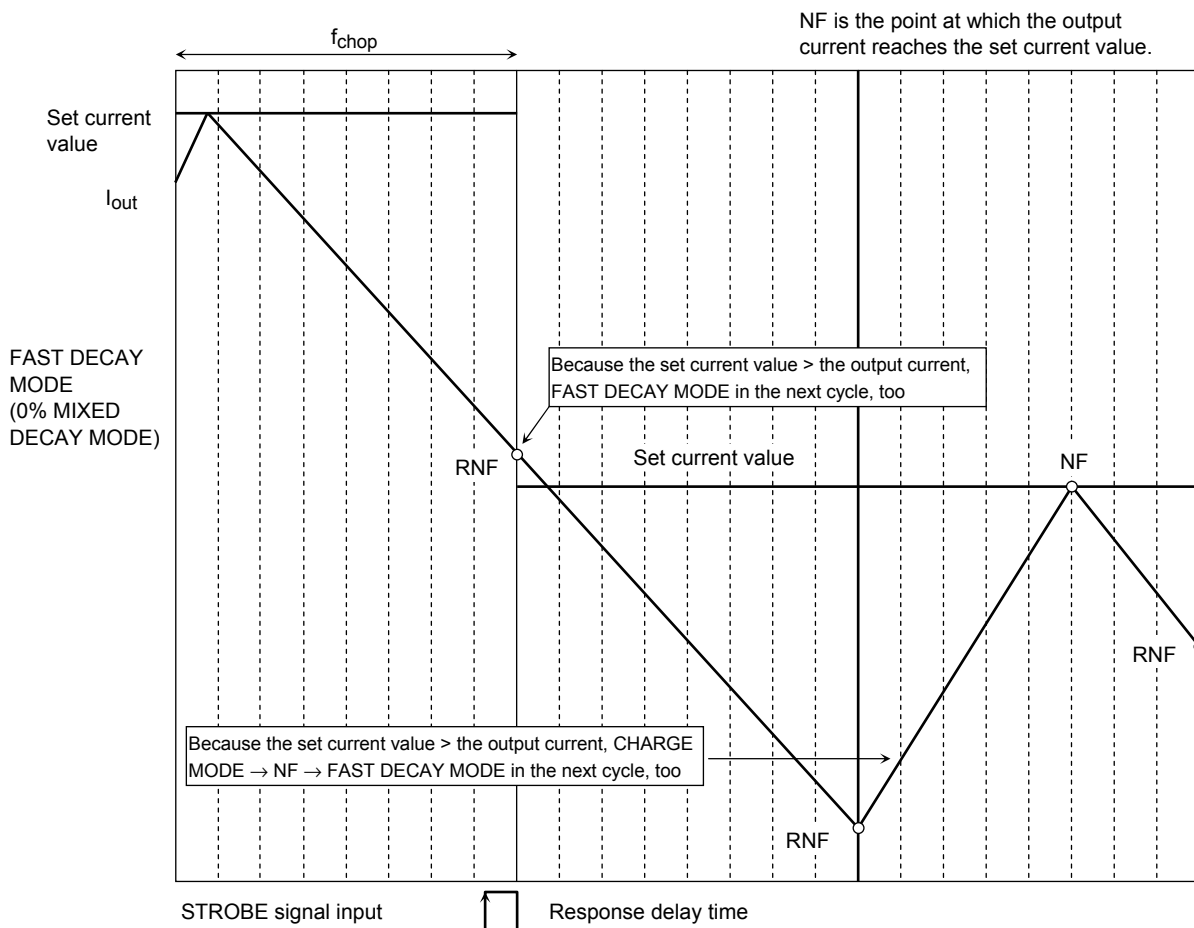 NF is the point at which the output
current reaches the set current value.
fchop
Set current
value
Iout
FAST DECAY
MODE
(0% MIXED
DECAY MODE)
Because the set current value > the output current,
FAST DECAY MODE in the next cycle, too
RNF
Set current value
NF
RNF
Because the set current value > the output current, CHARGE
MODE → NF → FAST DECAY MODE in the next cycle, too
RNF
STROBE signal input
Response delay time